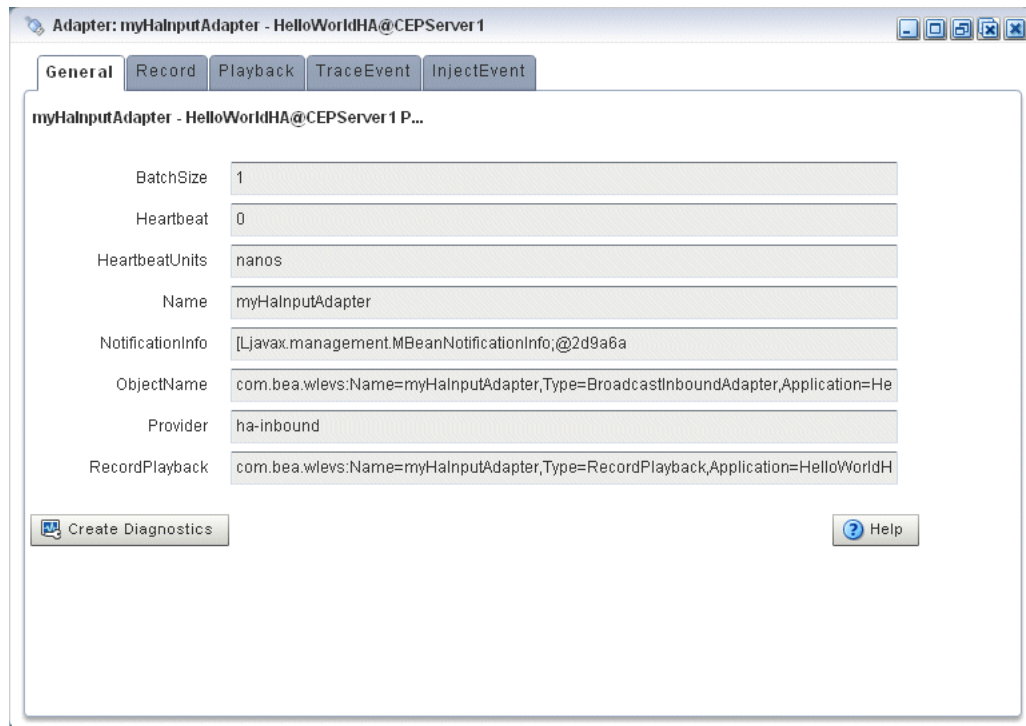 Adapter: myHaInputAdapter - HelloWorldHA@CEPServer1
General Record Playback TraceEvent InjectEvent
myHaInputAdapter - HelloWorldHA@CEPServer1 P...
BatchSize 1
Heartbeat 0
HeartbeatUnits nanos
Name myHaInputAdapter
NotificationInfo [Ljavax.management.MBeanNotificationInfo;@2d9a6a
ObjectName com.bea.wlevs:Name=myHaInputAdapter,Type=BroadcastInboundAdapter,Application=He
Provider ha-inbound
RecordPlayback com.bea.wlevs:Name=myHaInputAdapter,Type=RecordPlayback,Application=HelloWorldH
Create Diagnostics ? Help